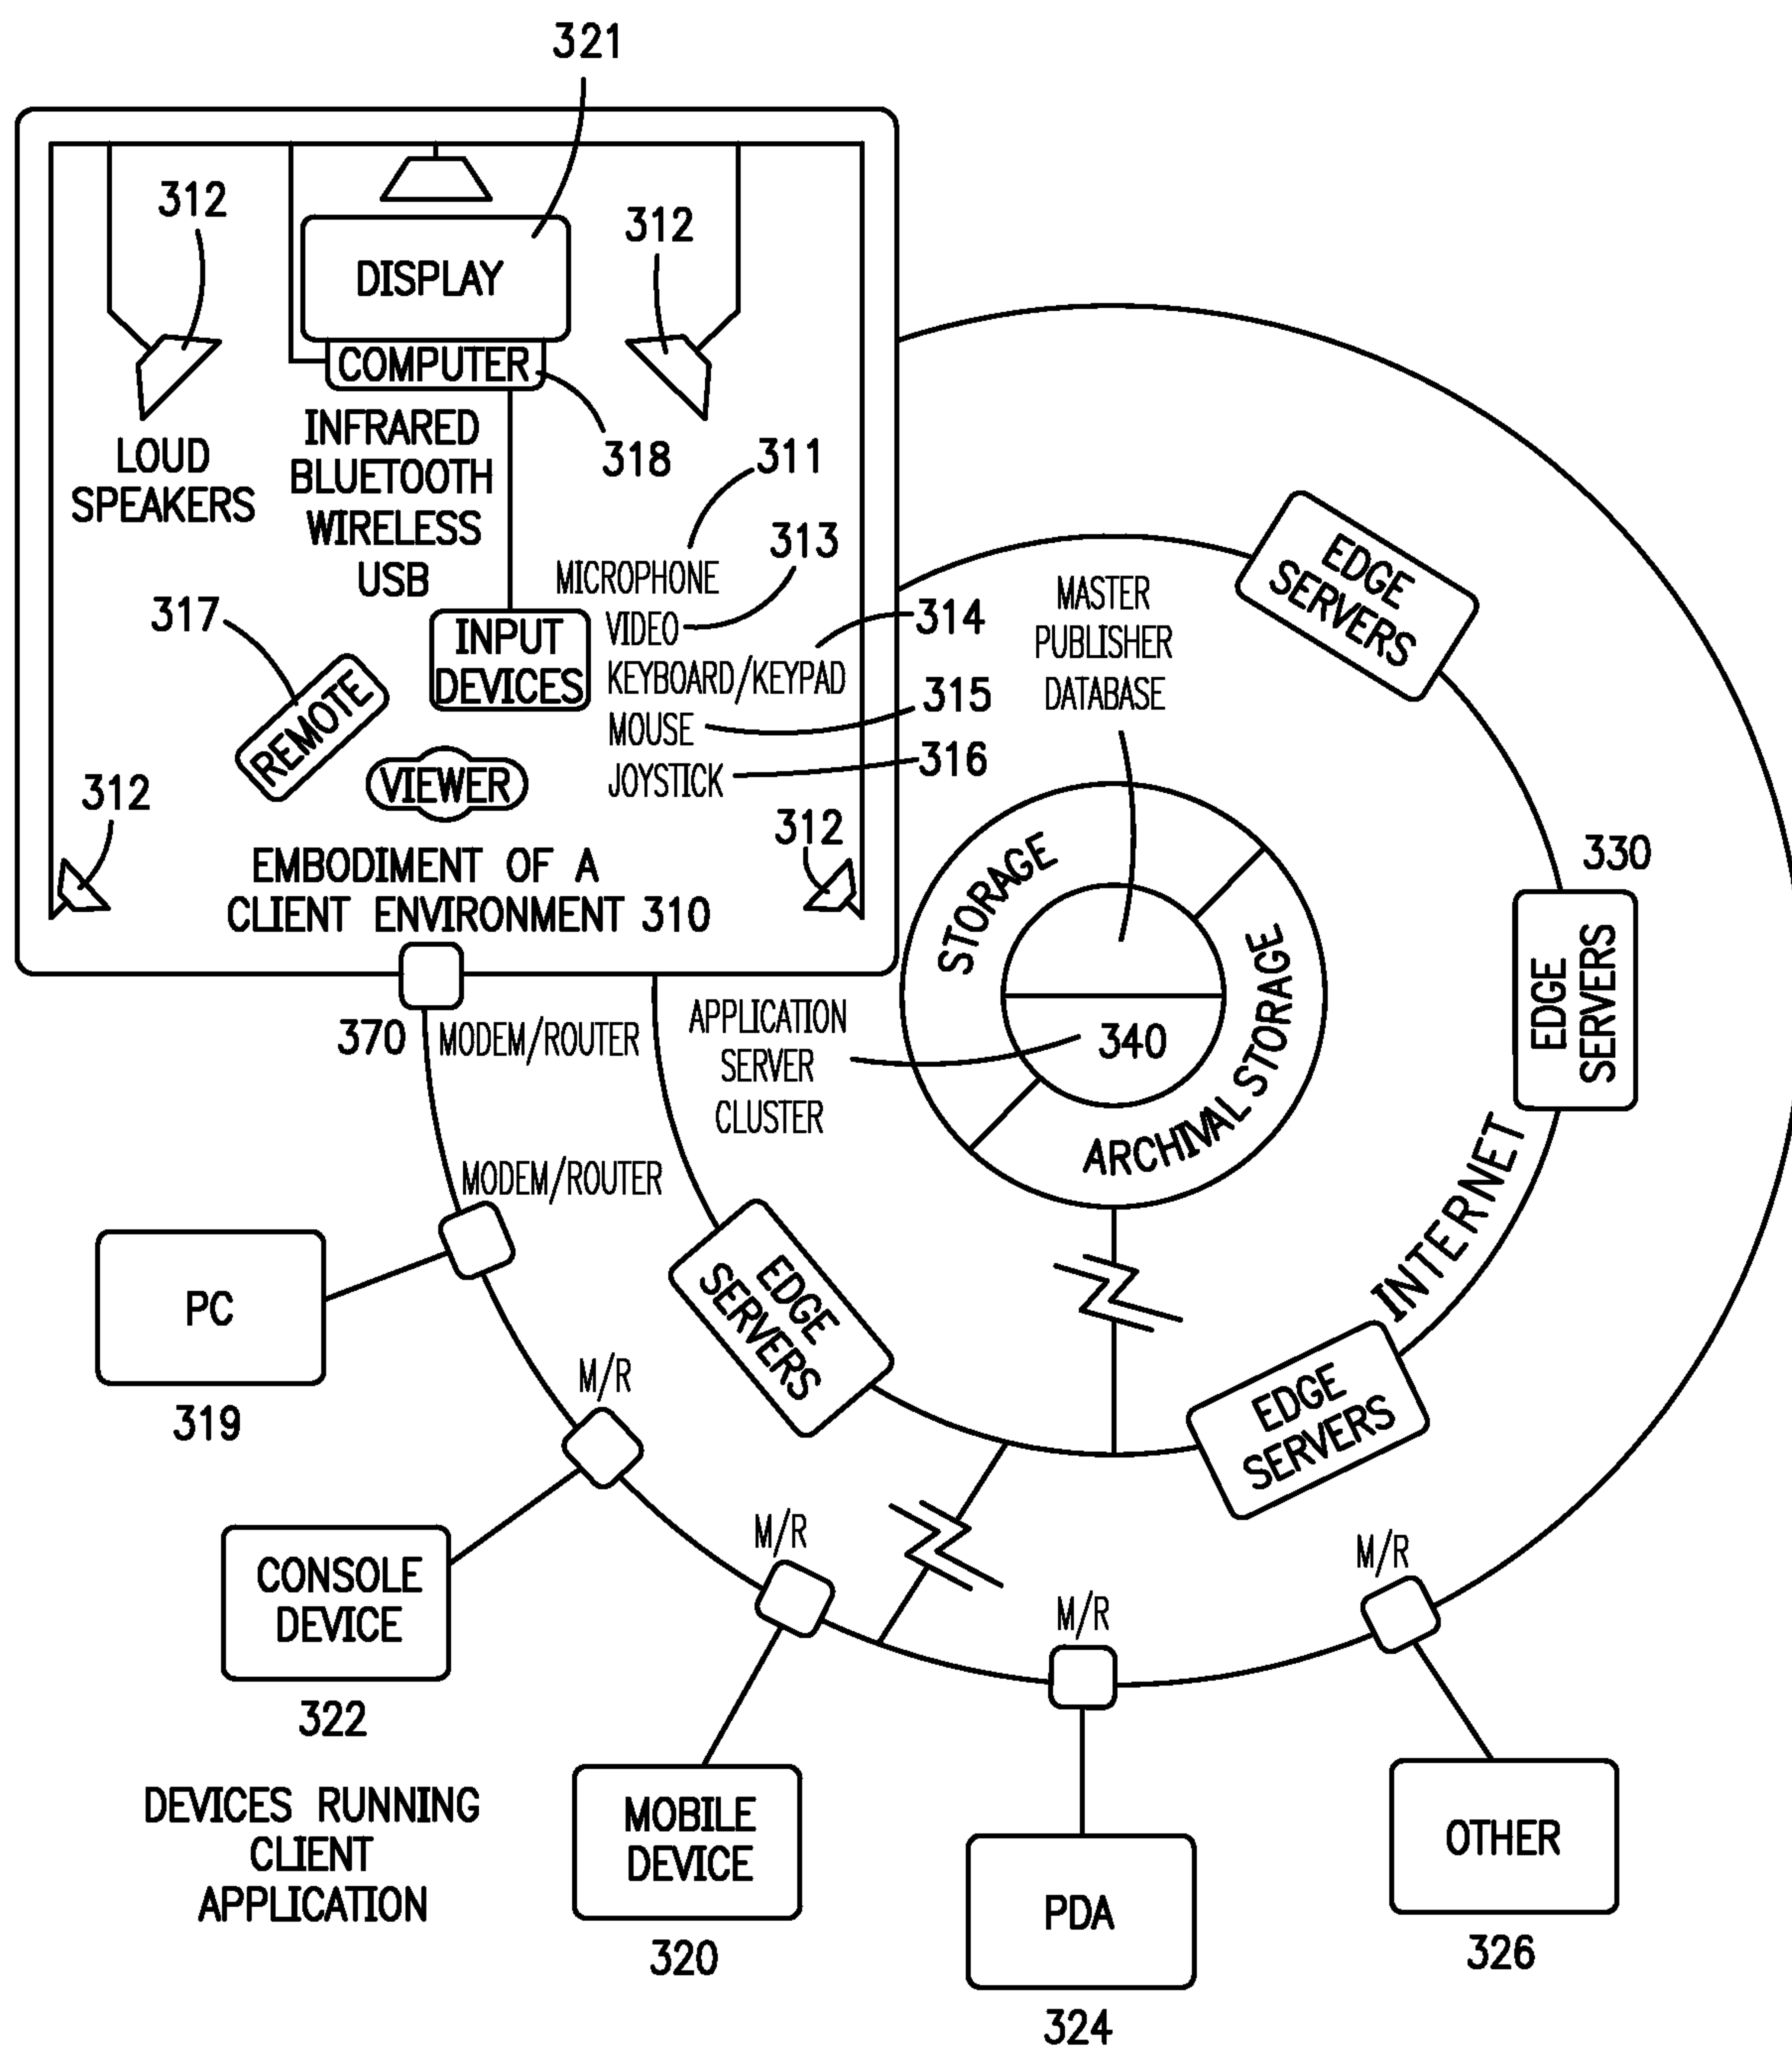 321
312
312
DISPLAY
COMPUTER
318
LOUD
SPEAKERS
INFRARED
BLUETOOTH
WIRELESS
USB
311
MICROPHONE
313
VIDEO
314
KEYBOARD/KEYPAD
315
MOUSE
316
JOYSTICK
INPUT
DEVICES
317
REMOTE
VIEWER
312
312
EMBODIMENT OF A
CLIENT ENVIRONMENT 310
370
MODEM/ROUTER
MASTER
PUBLISHER
DATABASE
EDGE
SERVERS
330
EDGE
SERVERS
STORAGE
ARCHIVAL STORAGE
340
APPLICATION
SERVER
CLUSTER
INTERNET
MODEM/ROUTER
EDGE
SERVERS
EDGE
SERVERS
PC
319
M/R
CONSOLE
DEVICE
322
M/R
MOBILE
DEVICE
320
M/R
PDA
324
M/R
OTHER
326
DEVICES RUNNING
CLIENT
APPLICATION